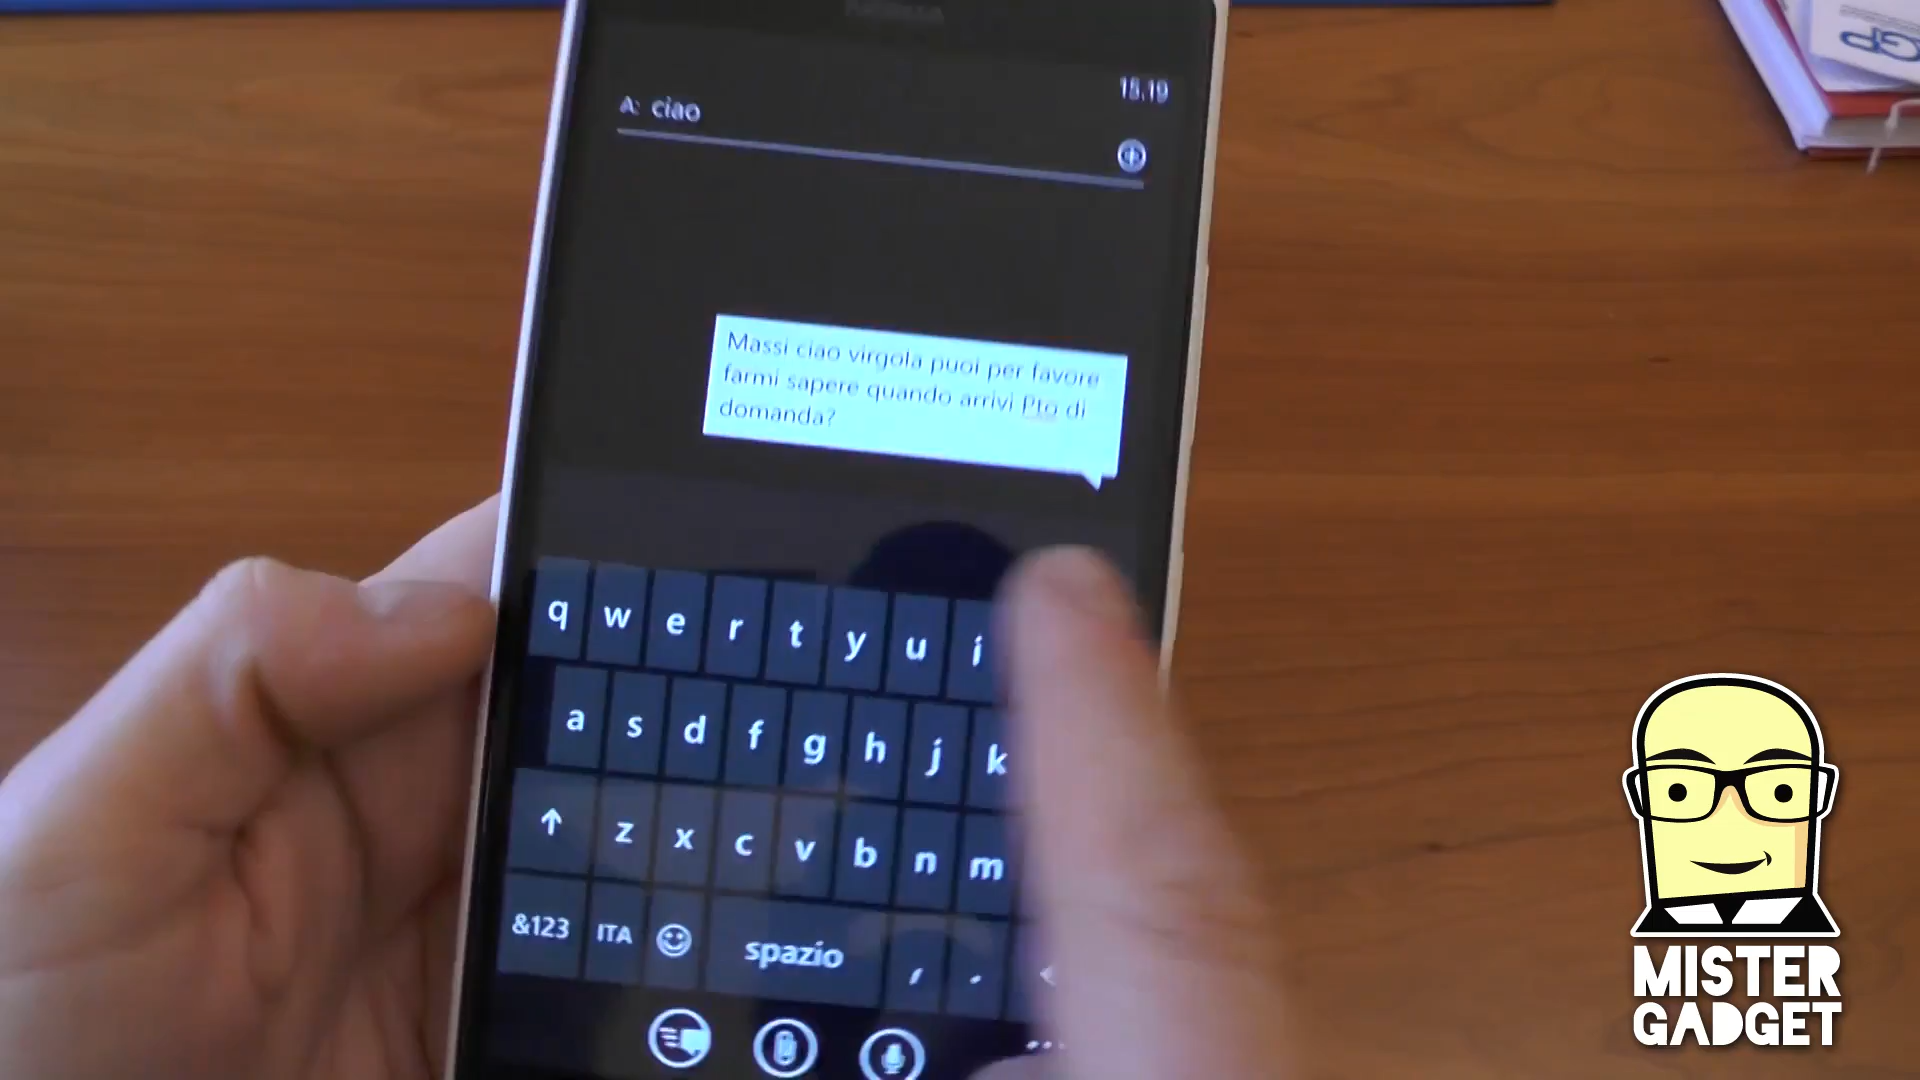 15.19
A: ciao
Massi ciao virgola puoi per favore
farmi sapere quando arrivi Pto di
domanda?
q w e r t y u i
a s d f g h j k
z x c v b n m
&123 ITA spazio , .
GP
MISTER
GADGET